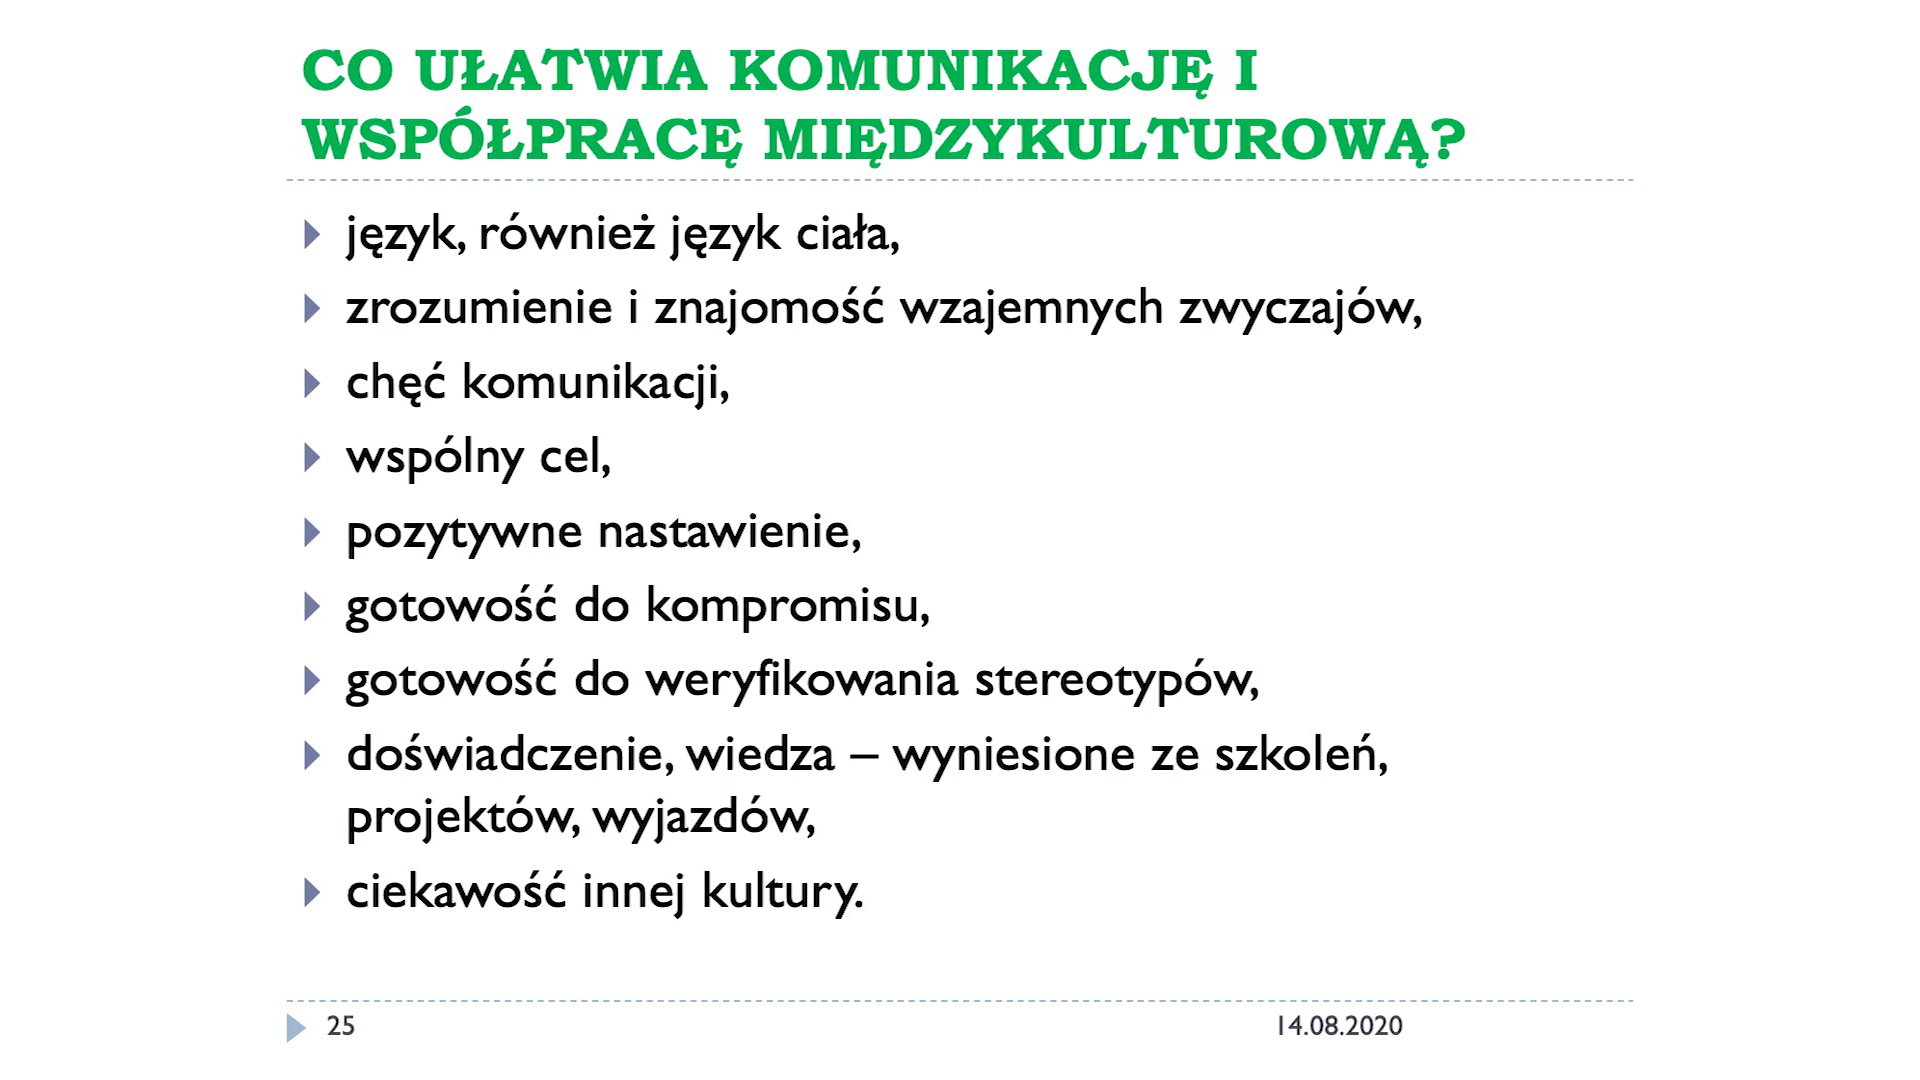 CO UŁATWIA KOMUNIKACJĘ I
WSPÓŁPRACĘ MIĘDZYKULTUROWĄ?
język, również język ciała,
zrozumienie i znajomość wzajemnych zwyczajów,
chęć komunikacji,
wspólny cel,
pozytywne nastawienie,
gotowość do kompromisu,
gotowość do weryfikowania stereotypów,
doświadczenie, wiedza – wyniesione ze szkoleń,
projektów, wyjazdów,
ciekawość innej kultury.
25 14.08.2020